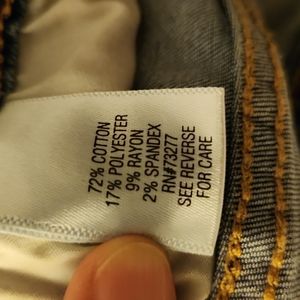 72% COTTON
17% POLYESTER
9% RAYON
2% SPANDEX
RN#73277
SEE REVERSE
FOR CARE